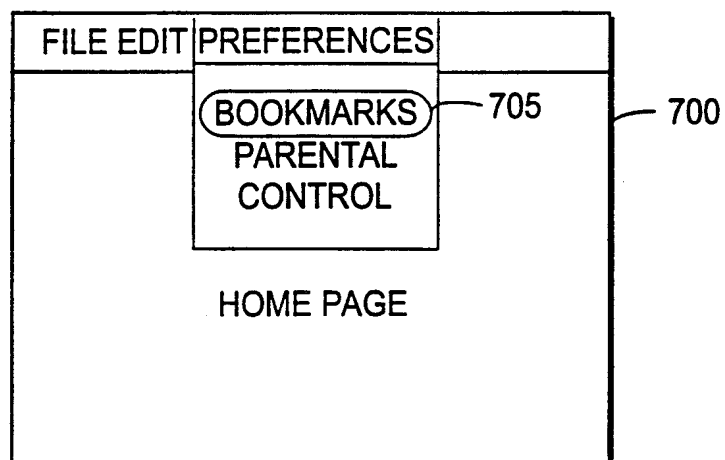 FILE EDIT PREFERENCES
BOOKMARKS 705
700
PARENTAL
CONTROL
HOME PAGE